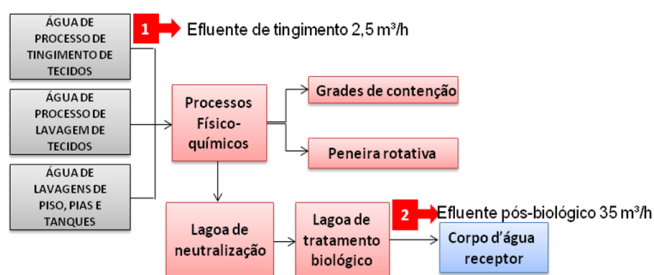 ÁGUA DE
PROCESSO DE
TINGIMENTO DE
TECIDOS
1
Efluente de tingimento 2,5 m³/h
ÁGUA DE
PROCESSO DE
LAVAGEM DE
TECIDOS
ÁGUA DE
LAVAGENS DE
PISO, PIAS E
TANQUES
Processos
Físico-
químicos
Grades de contenção
Peneira rotativa
Lagoa de
neutralização
Lagoa de
tratamento
biológico
2
Efluente pós-biológico 35 m³/h
Corpo d'água
receptor